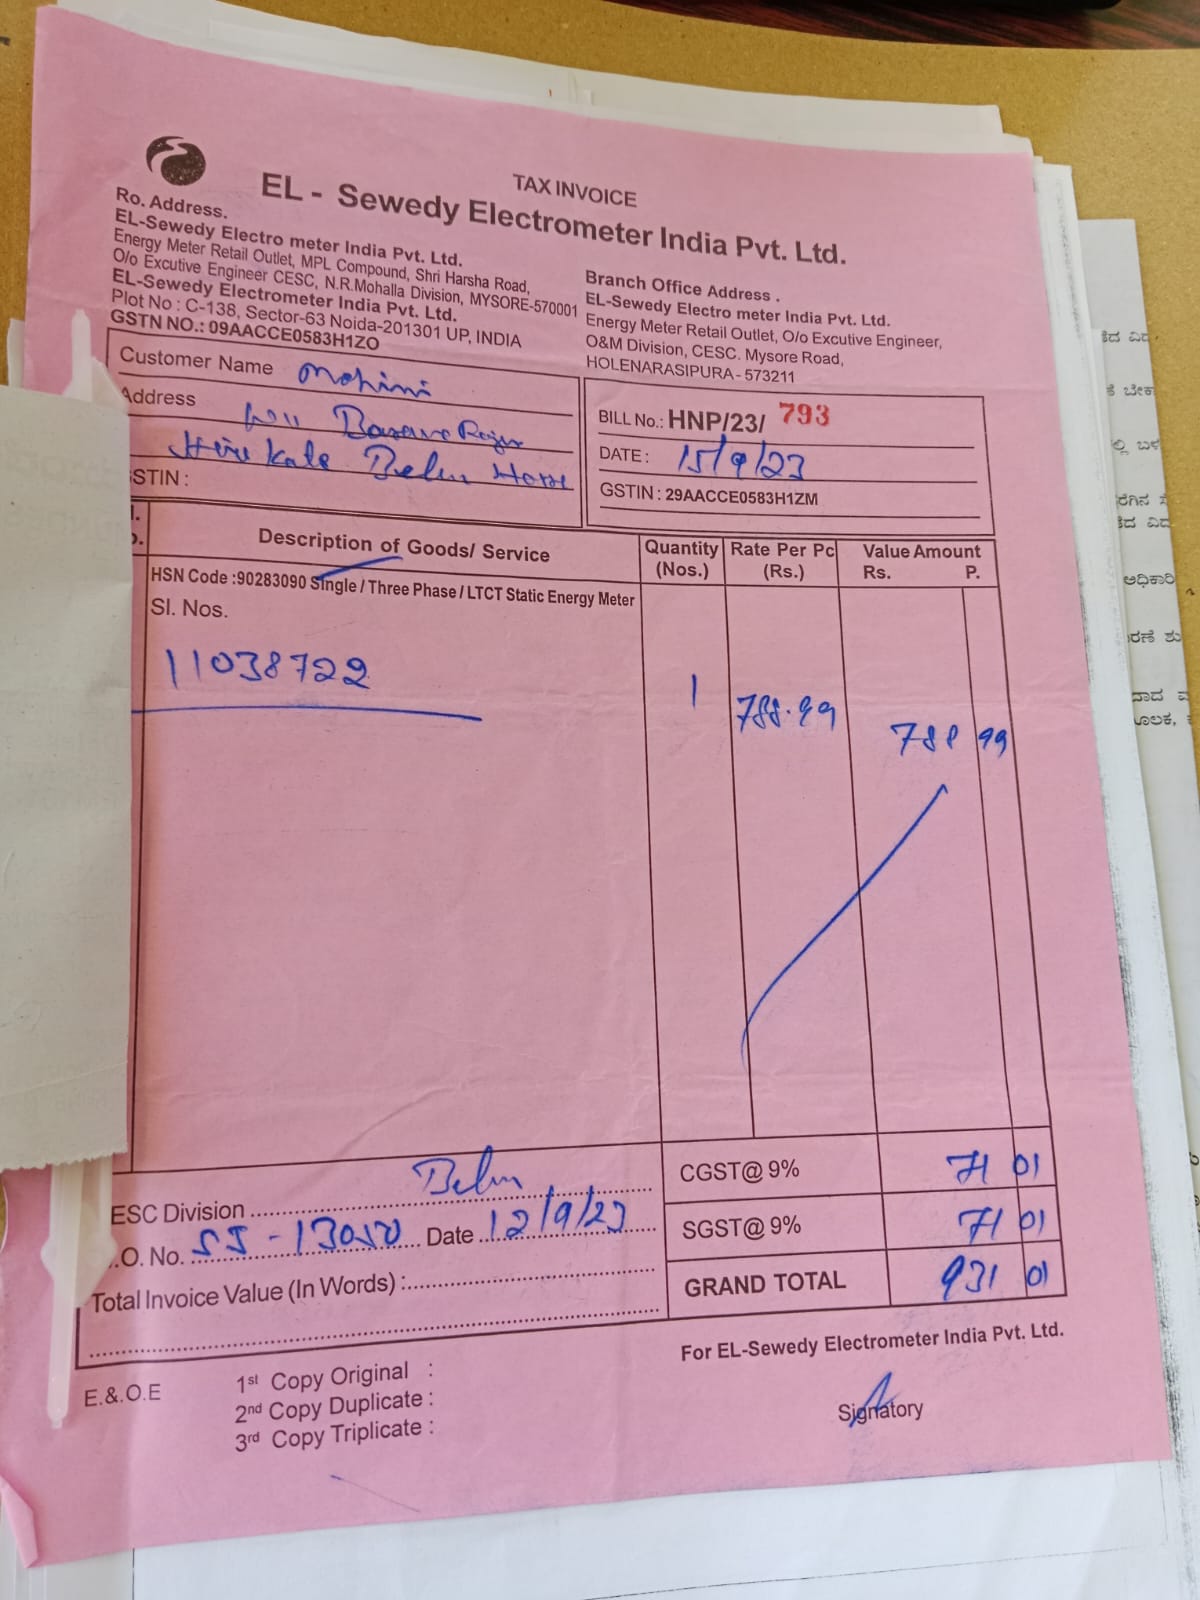 TAX INVOICE
EL - Sewedy Electrometer India Pvt. Ltd.
Ro. Address.
EL-Sewedy Electro meter India Pvt. Ltd.
Energy Meter Retail Outlet, MPL Compound, Shri Harsha Road,
O/o Excutive Engineer CESC, N.R.Mohalla Division, MYSORE-570001
EL-Sewedy Electrometer India Pvt. Ltd.
Plot No : C-138, Sector-63 Noida-201301 UP, INDIA
GSTN NO.: 09AACCE0583H1ZO
Branch Office Address .
EL-Sewedy Electro meter India Pvt. Ltd.
Energy Meter Retail Outlet, O/o Excutive Engineer,
O&M Division, CESC. Mysore Road,
HOLENARASIPURA - 573211
Customer Name Mohini
Address
STIN :
BILL No.: HNP/23/ 793
DATE : 15/9/23
GSTIN : 29AACCE0583H1ZM
Description of Goods/ Service
Quantity (Nos.)
Rate Per Pc (Rs.)
Value Amount
Rs. P.
HSN Code :90283090 Single / Three Phase / LTCT Static Energy Meter
Sl. Nos.
11038722 1 788.99 788 99
ESC Division Belur
.O. No. SJ - 13050 Date 12/9/23
Total Invoice Value (In Words) :
CGST@ 9% 71 01
SGST@ 9% 71 01
GRAND TOTAL 931 01
For EL-Sewedy Electrometer India Pvt. Ltd.
Signatory
E.&.O.E
1st Copy Original :
2nd Copy Duplicate :
3rd Copy Triplicate :